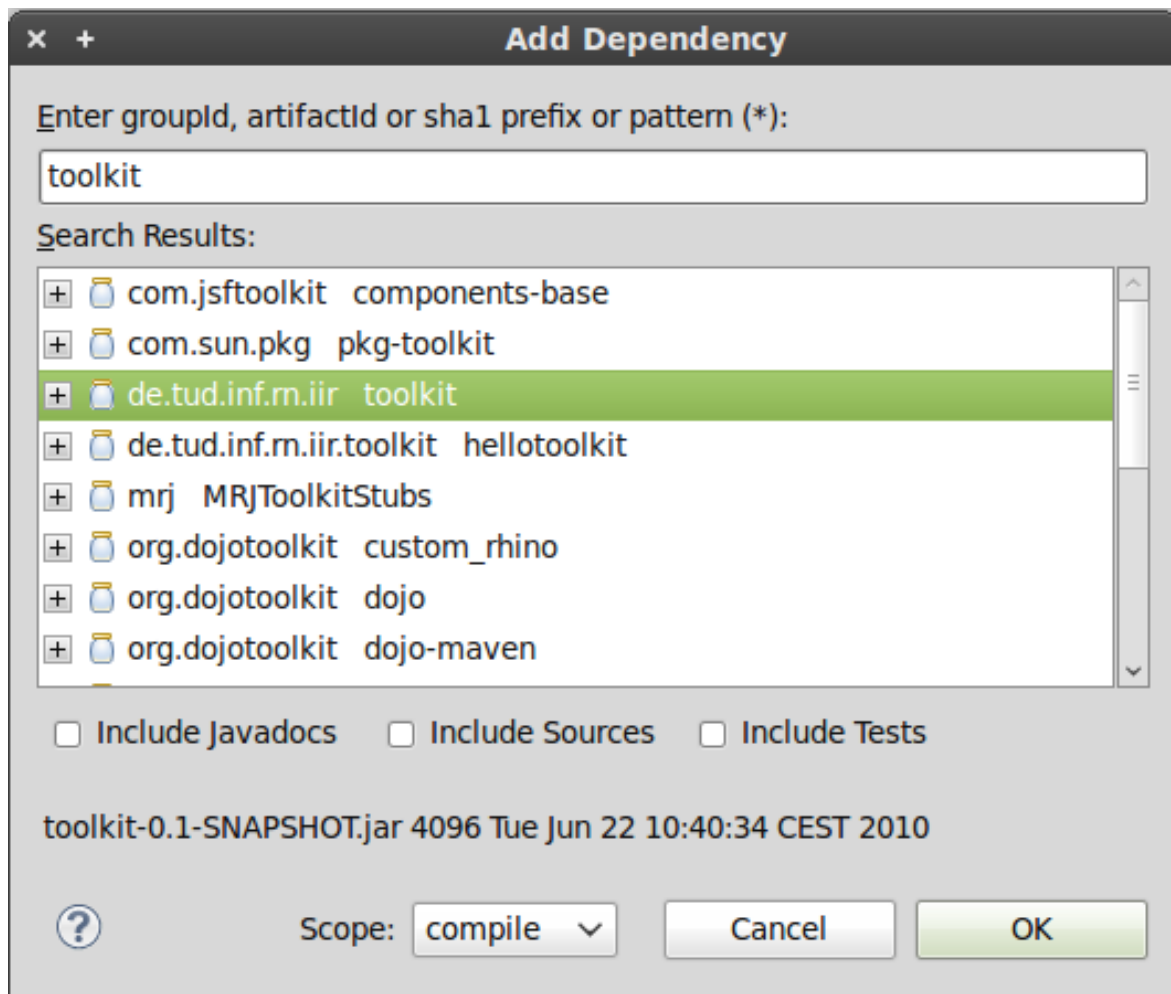 Add Dependency
Enter groupId, artifactId or sha1 prefix or pattern (*):
toolkit
Search Results:
com.jsftoolkit components-base
com.sun.pkg pkg-toolkit
de.tud.inf.rn.iir toolkit
de.tud.inf.rn.iir.toolkit hellotoolkit
mrj MRJToolkitStubs
org.dojotoolkit custom_rhino
org.dojotoolkit dojo
org.dojotoolkit dojo-maven
Include Javadocs Include Sources Include Tests
toolkit-0.1-SNAPSHOT.jar 4096 Tue Jun 22 10:40:34 CEST 2010
Scope: compile Cancel OK